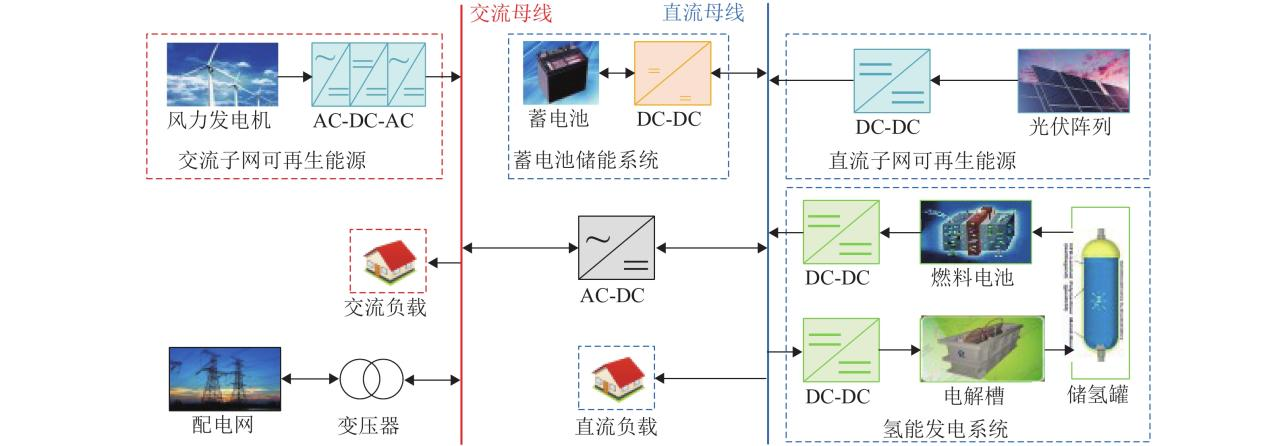 交流母线
直流母线
风力发电机
AC-DC-AC
交流子网可再生能源
蓄电池
DC-DC
蓄电池储能系统
DC-DC
光伏阵列
直流子网可再生能源
交流负载
AC-DC
DC-DC
燃料电池
配电网
变压器
直流负载
DC-DC
电解槽
储氢罐
氢能发电系统